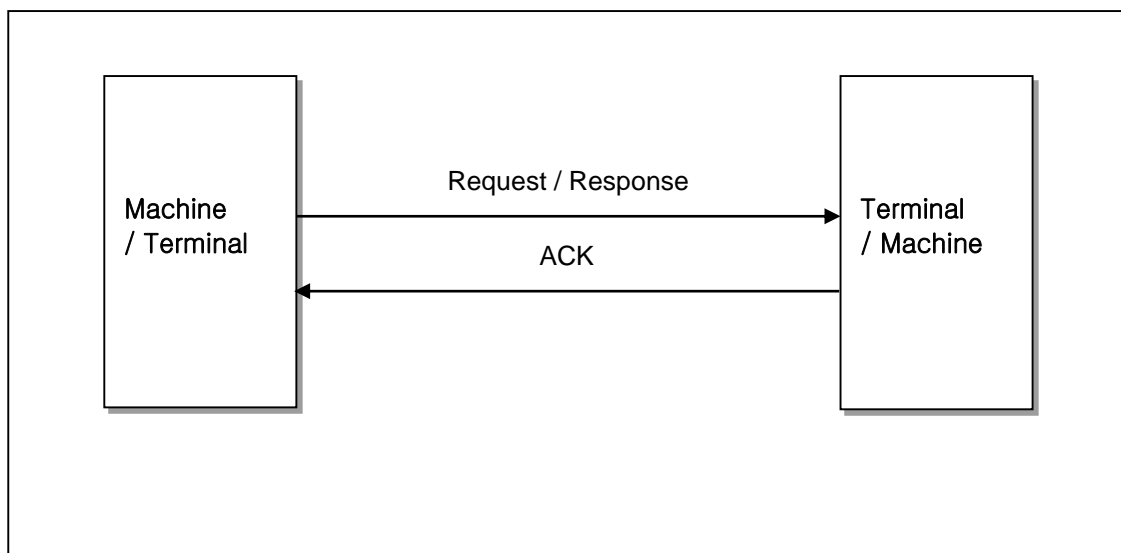 Request / Response
Machine
/ Terminal
ACK
Terminal
/ Machine